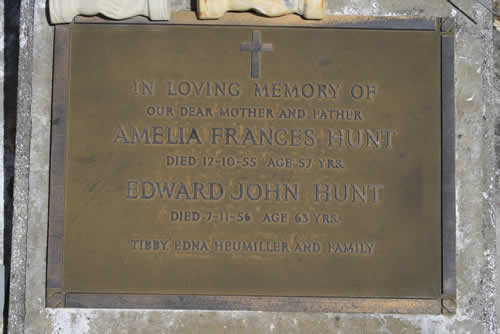 IN LOVING MEMORY OF
OUR DEAR MOTHER AND FATHER
AMELIA FRANCES HUNT
DIED 12-10-55 AGE 57 YRS.
EDWARD JOHN HUNT
DIED 7-11-56 AGE 63 YRS.
TIBBY, EDNA HEUMILLER AND FAMILY